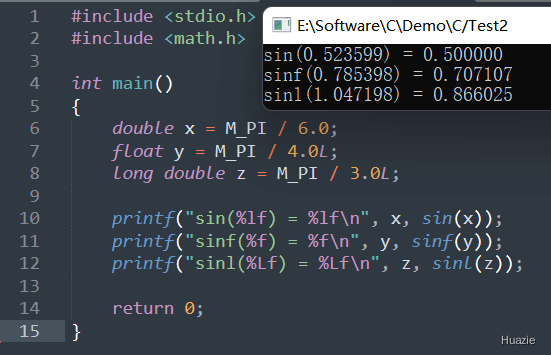 1 #include <stdio.h>
2 #include <math.h>
3
4 int main()
5 {
6     double x = M_PI / 6.0;
7     float y = M_PI / 4.0L;
8     long double z = M_PI / 3.0L;
9
10     printf("sin(%lf) = %lf\n", x, sin(x));
11     printf("sinf(%f) = %f\n", y, sinf(y));
12     printf("sinl(%Lf) = %Lf\n", z, sinl(z));
13
14     return 0;
15 }
E:\Software\C\Demo\C/Test2
sin(0.523599) = 0.500000
sinf(0.785398) = 0.707107
sinl(1.047198) = 0.866025
Huazie